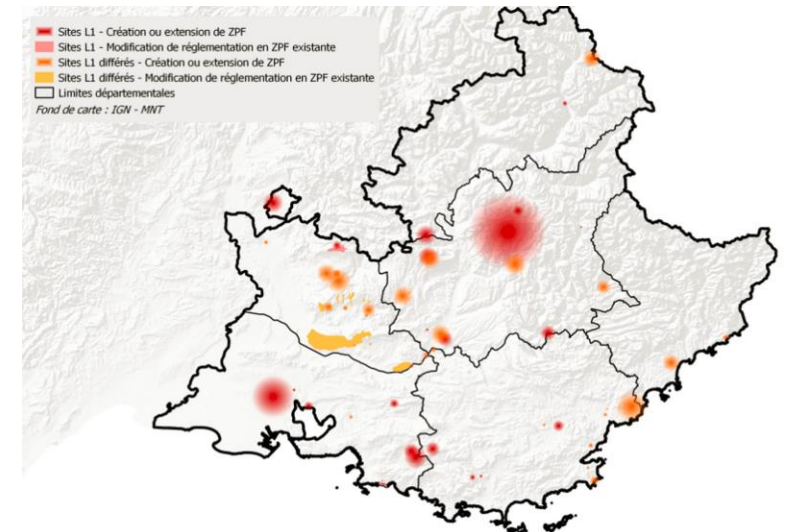 Sites L1 - Création ou extension de ZPF
Sites L1 - Modification de réglementation en ZPF existante
Sites L1 différés - Création ou extension de ZPF
Sites L1 différés - Modification de réglementation en ZPF existante
Limites départementales
Fond de carte : IGN - MNT